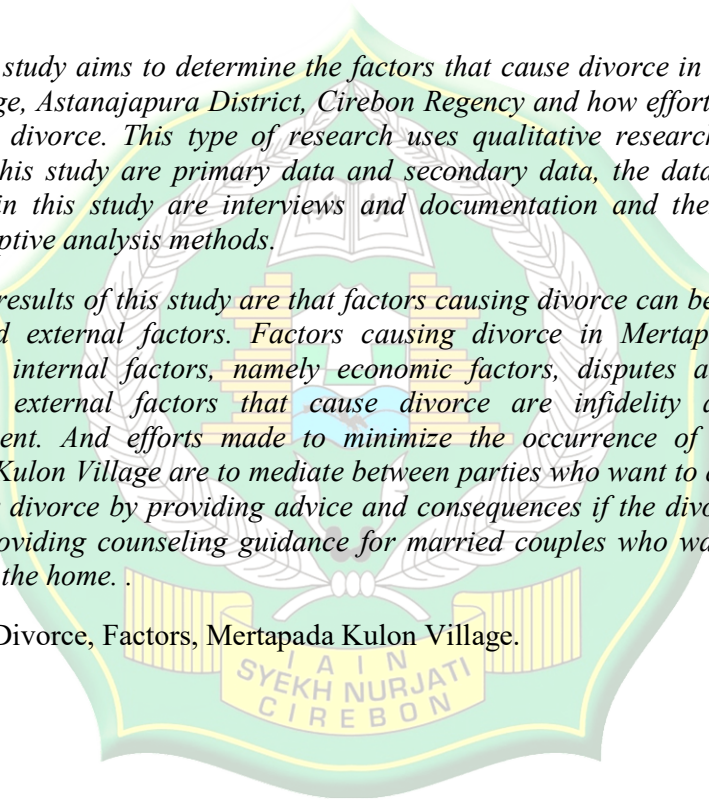 study aims to determine the factors that cause divorce in
ge, Astanajapura District, Cirebon Regency and how effort
divorce. This type of research uses qualitative research
his study are primary data and secondary data, the data
in this study are interviews and documentation and the
ptive analysis methods.
results of this study are that factors causing divorce can be
d external factors. Factors causing divorce in Mertap
internal factors, namely economic factors, disputes a
external factors that cause divorce are infidelity a
ent. And efforts made to minimize the occurrence of
Kulon Village are to mediate between parties who want to
divorce by providing advice and consequences if the divo
oviding counseling guidance for married couples who wa
the home. .
Divorce, Factors, Mertapada Kulon Village.
IAIN
SYEKH NURJATI
CIREBON